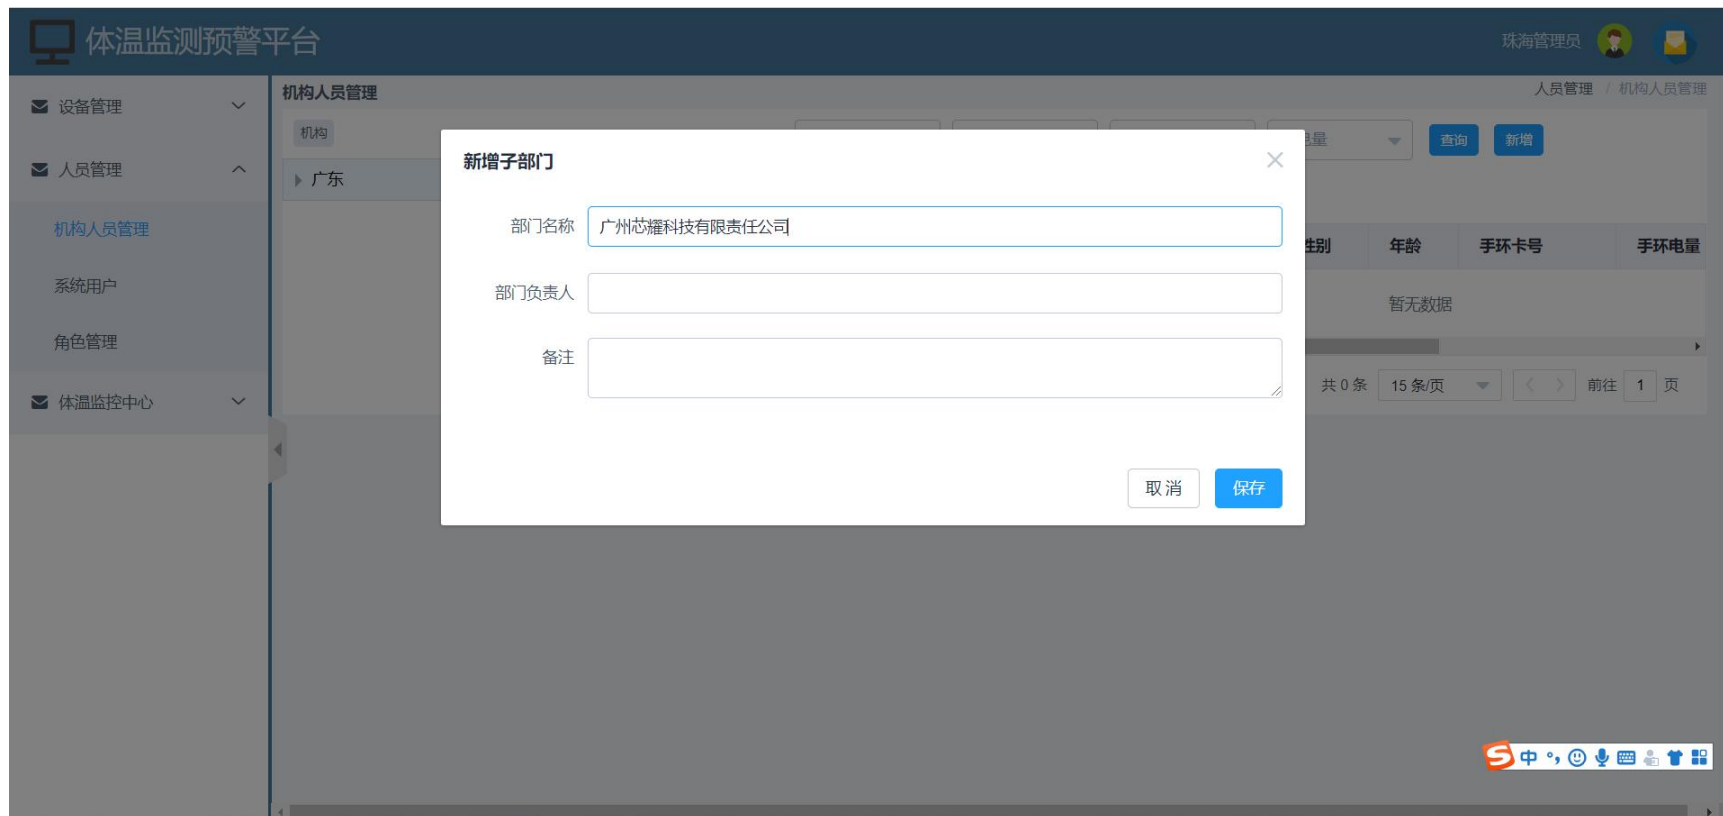 体温监测预警平台
珠海管理员
设备管理
人员管理
机构人员管理
系统用户
角色管理
体温监控中心
机构人员管理
人员管理 / 机构人员管理
机构
查询
新增
广东
新增子部门
部门名称 广州芯耀科技有限责任公司
部门负责人
备注
取消
保存
性别 年龄 手环卡号 手环电量
暂无数据
共 0 条 15 条/页 前往 1 页
中